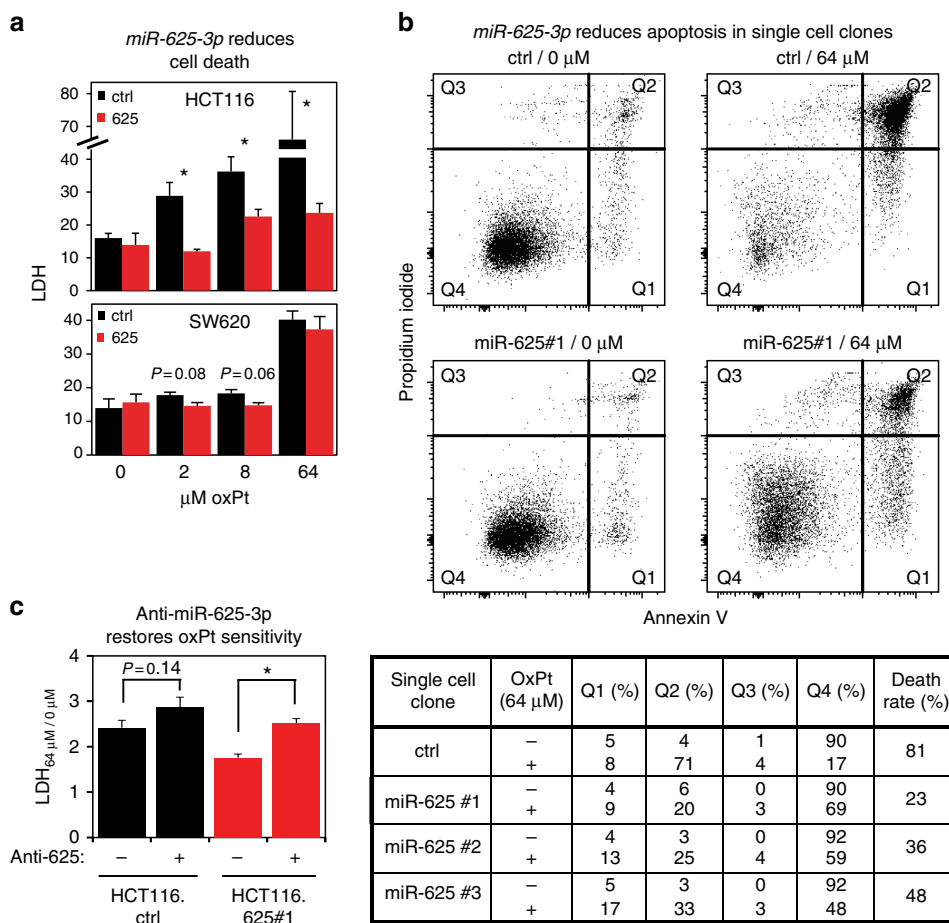 a
miR-625-3p reduces
cell death
ctrl
625
HCT116
80
70
40
30
20
10
0
*
*
*
LDH
ctrl
625
SW620
40
20
10
0
P = 0.08
P = 0.06
0 2 8 64
μM oxPt
b
miR-625-3p reduces apoptosis in single cell clones
ctrl / 0 μM
ctrl / 64 μM
Q3 Q2
Q4 Q1
Q3 Q2
Q4 Q1
miR-625#1 / 0 μM
miR-625#1 / 64 μM
Q3 Q2
Q4 Q1
Q3 Q2
Q4 Q1
Propidium iodide
Annexin V
c
Anti-miR-625-3p
restores oxPt sensitivity
4
3
2
1
0
P = 0.14
*
LDH64 μM / 0 μM
Anti-625: – + – +
HCT116.
ctrl
HCT116.
625#1
Single cell
clone
OxPt
(64 μM)
Q1 (%) Q2 (%) Q3 (%) Q4 (%)
Death
rate (%)
ctrl
– 5 4 1 90
+ 8 71 4 17
81
miR-625 #1
– 4 6 0 90
+ 9 20 3 69
23
miR-625 #2
– 4 3 0 92
+ 13 25 4 59
36
miR-625 #3
– 5 3 0 92
+ 17 33 3 48
48